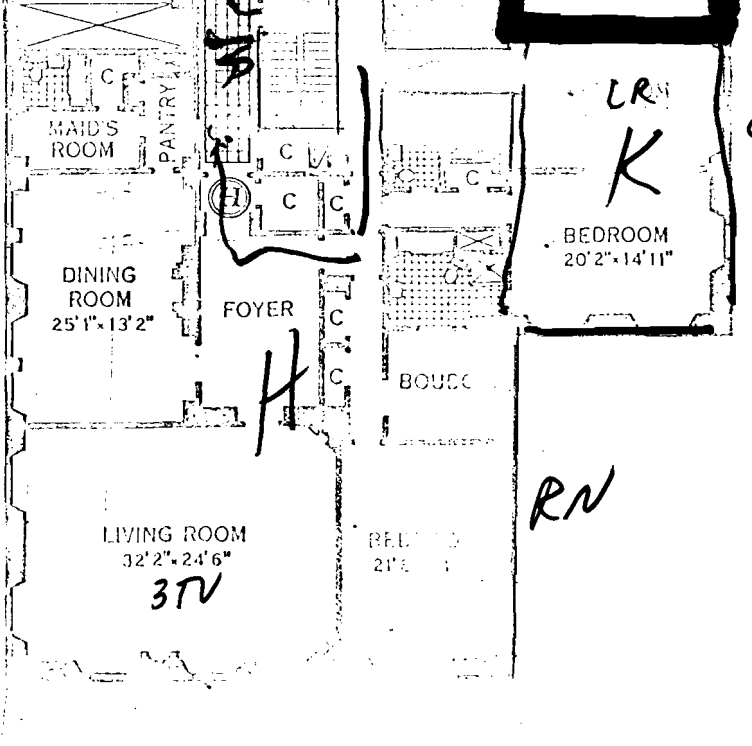 C
MAID'S
ROOM
PANTRY
LR
K
C
C
C
C
H
BEDROOM
20'2"×14'11"
DINING
ROOM
25'1"×13'2"
FOYER
C
C
H
BOUDO
RN
LIVING ROOM
32'2"×24'6"
3TV